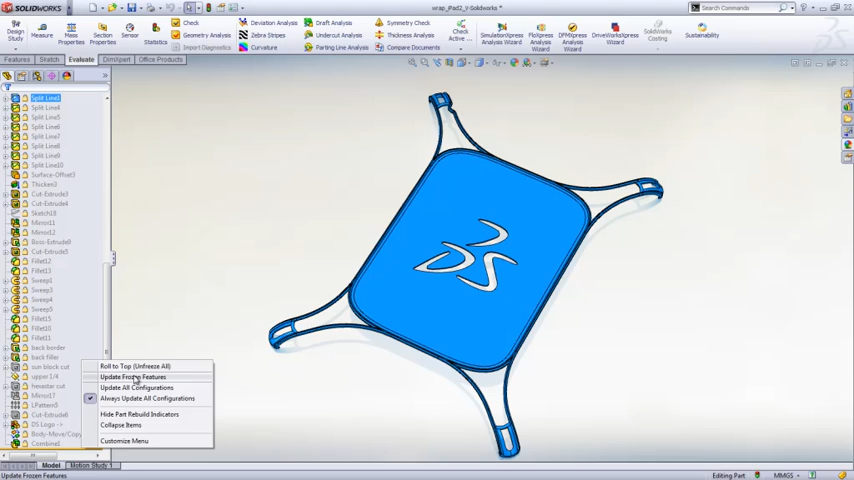 SOLIDWORKS
wrap_iPad2_V-Solidworks *
Search Commands
Design Study
Measure
Mass Properties
Section Properties
Sensor
Statistics
Check
Geometry Analysis
Import Diagnostics
Deviation Analysis
Zebra Stripes
Curvature
Draft Analysis
Undercut Analysis
Parting Line Analysis
Symmetry Check
Thickness Analysis
Compare Documents
Check Active ...
SimulationXpress Analysis Wizard
FloXpress Analysis Wizard
DFMXpress Analysis Wizard
DriveWorksXpress Wizard
SolidWorks Costing
Sustainability
Features
Sketch
Evaluate
DimXpert
Office Products
Split Line4
Split Line5
Split Line6
Split Line7
Split Line8
Split Line9
Split Line10
Surface-Offset3
Thicken3
Cut-Extrude3
Cut-Extrude4
Sketch18
Mirror11
Mirror12
Boss-Extrude9
Cut-Extrude5
Fillet12
Fillet13
Sweep1
Sweep3
Sweep4
Sweep5
Fillet15
Fillet10
Fillet11
back border
back filler
sun block cut
upper 1/4
hexastar cut
Mirror17
LPattern5
Cut-Extrude6
DS Logo ->
Body-Move/Copy
Combine1
Roll to Top (Unfreeze All)
Update Frozen Features
Update All Configurations
Always Update All Configurations
Hide Part Rebuild Indicators
Collapse Items
Customize Menu
Model
Motion Study 1
Update Frozen Features
Editing Part
MMGS